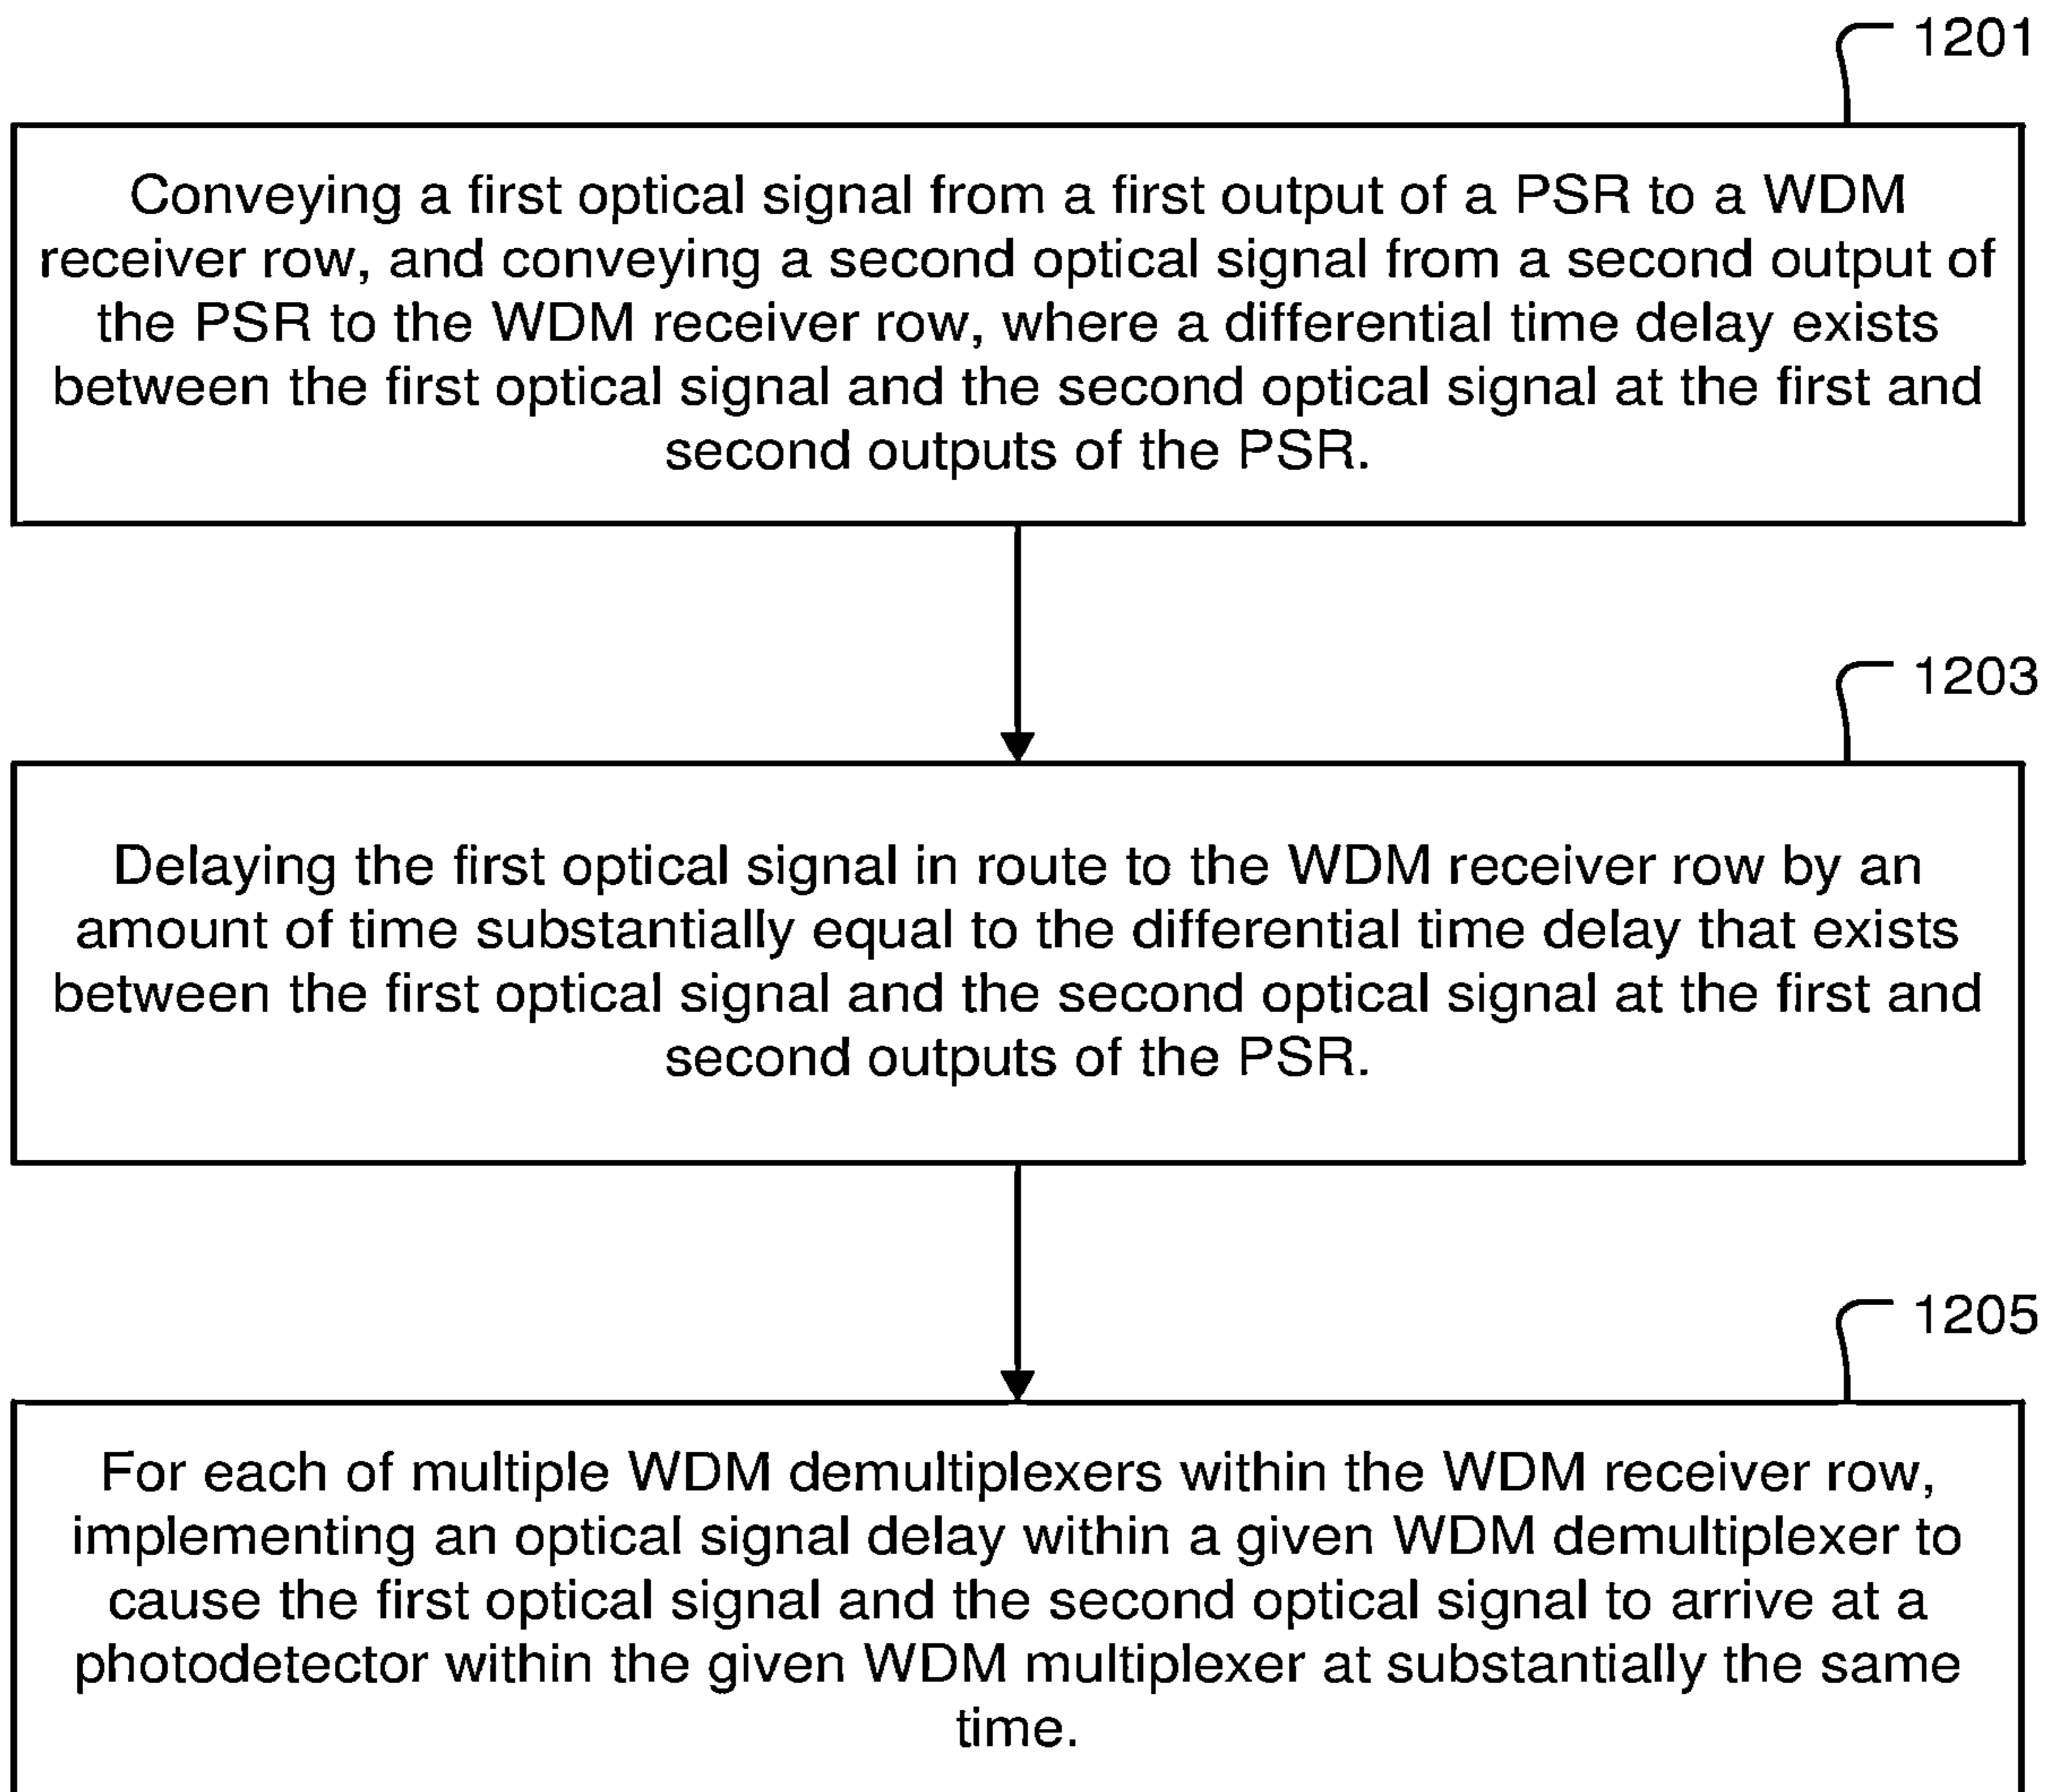 1201
Conveying a first optical signal from a first output of a PSR to a WDM
receiver row, and conveying a second optical signal from a second output of
the PSR to the WDM receiver row, where a differential time delay exists
between the first optical signal and the second optical signal at the first and
second outputs of the PSR.
1203
Delaying the first optical signal in route to the WDM receiver row by an
amount of time substantially equal to the differential time delay that exists
between the first optical signal and the second optical signal at the first and
second outputs of the PSR.
1205
For each of multiple WDM demultiplexers within the WDM receiver row,
implementing an optical signal delay within a given WDM demultiplexer to
cause the first optical signal and the second optical signal to arrive at a
photodetector within the given WDM multiplexer at substantially the same
time.